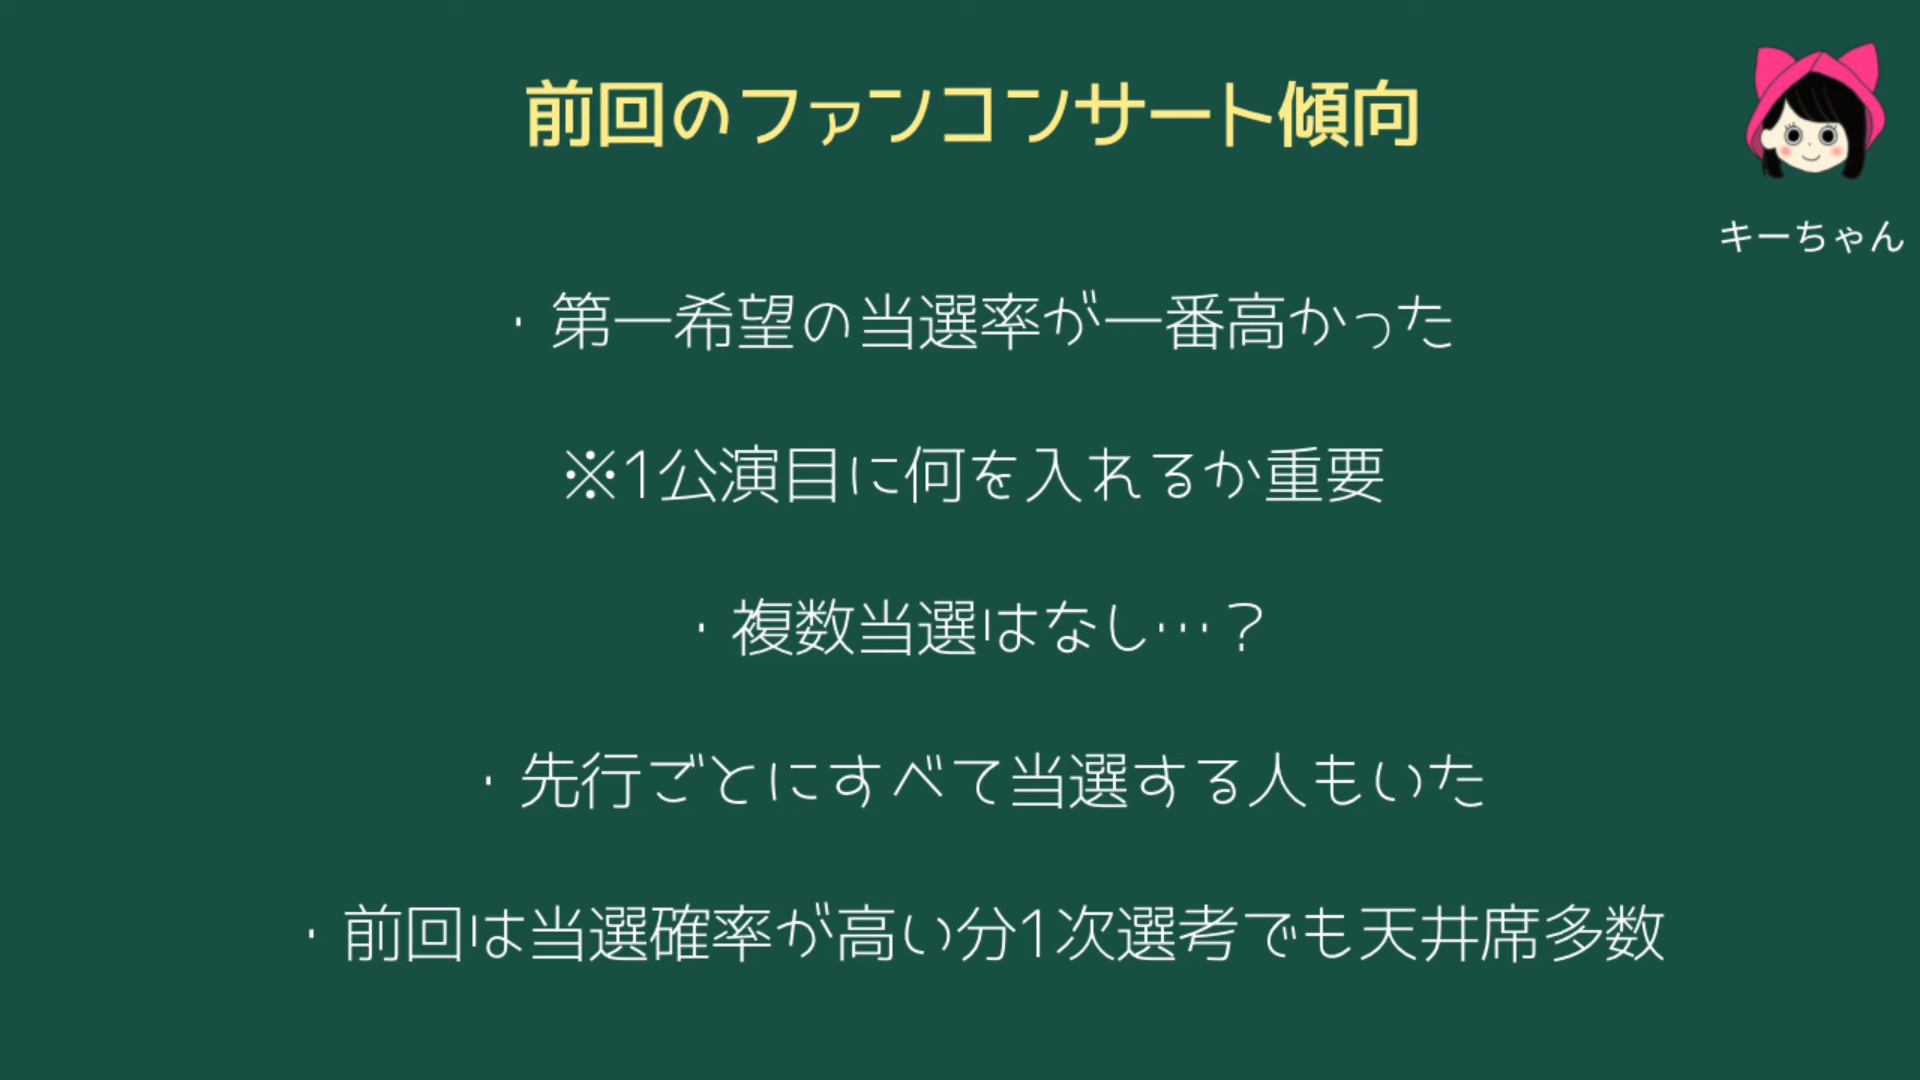 前回のファンコンサート傾向
キーちゃん
・第一希望の当選率が一番高かった
※1公演目に何を入れるか重要
・複数当選はなし…？
・先行ごとにすべて当選する人もいた
・前回は当選確率が高い分1次選考でも天井席多数